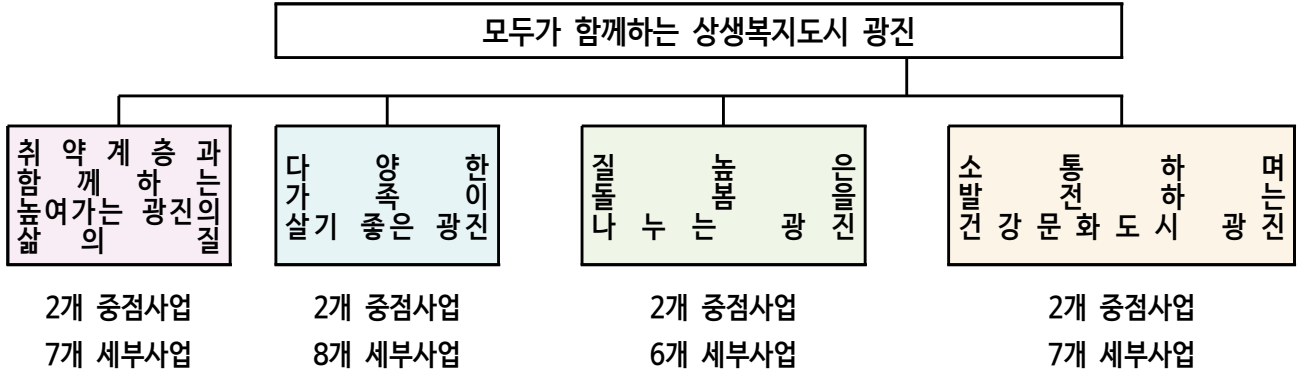 모두가 함께하는 상생복지도시 광진
취약계층과
함께하는
높여가는 광진의
삶의 질
다양한
가족이
살기 좋은 광진
질 높은
돌봄을
나누는 광진
소통하며
발전하는
건강문화도시 광진
2개 중점사업
7개 세부사업
2개 중점사업
8개 세부사업
2개 중점사업
6개 세부사업
2개 중점사업
7개 세부사업